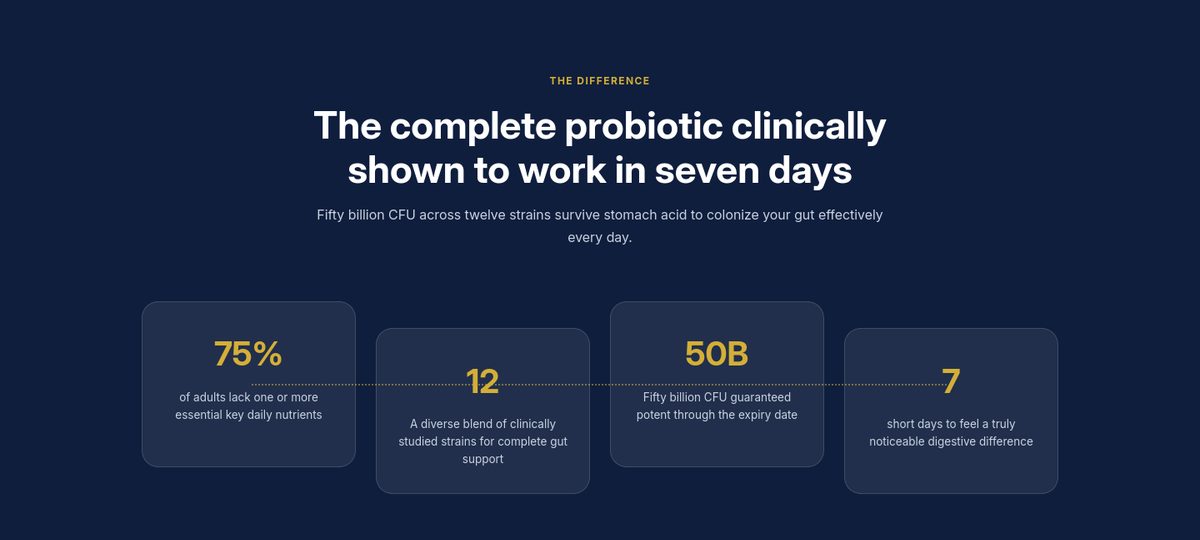 THE DIFFERENCE
The complete probiotic clinically
shown to work in seven days
Fifty billion CFU across twelve strains survive stomach acid to colonize your gut effectively
every day.
75%
of adults lack one or more
essential key daily nutrients
12
A diverse blend of clinically
studied strains for complete gut
support
50B
Fifty billion CFU guaranteed
potent through the expiry date
7
short days to feel a truly
noticeable digestive difference